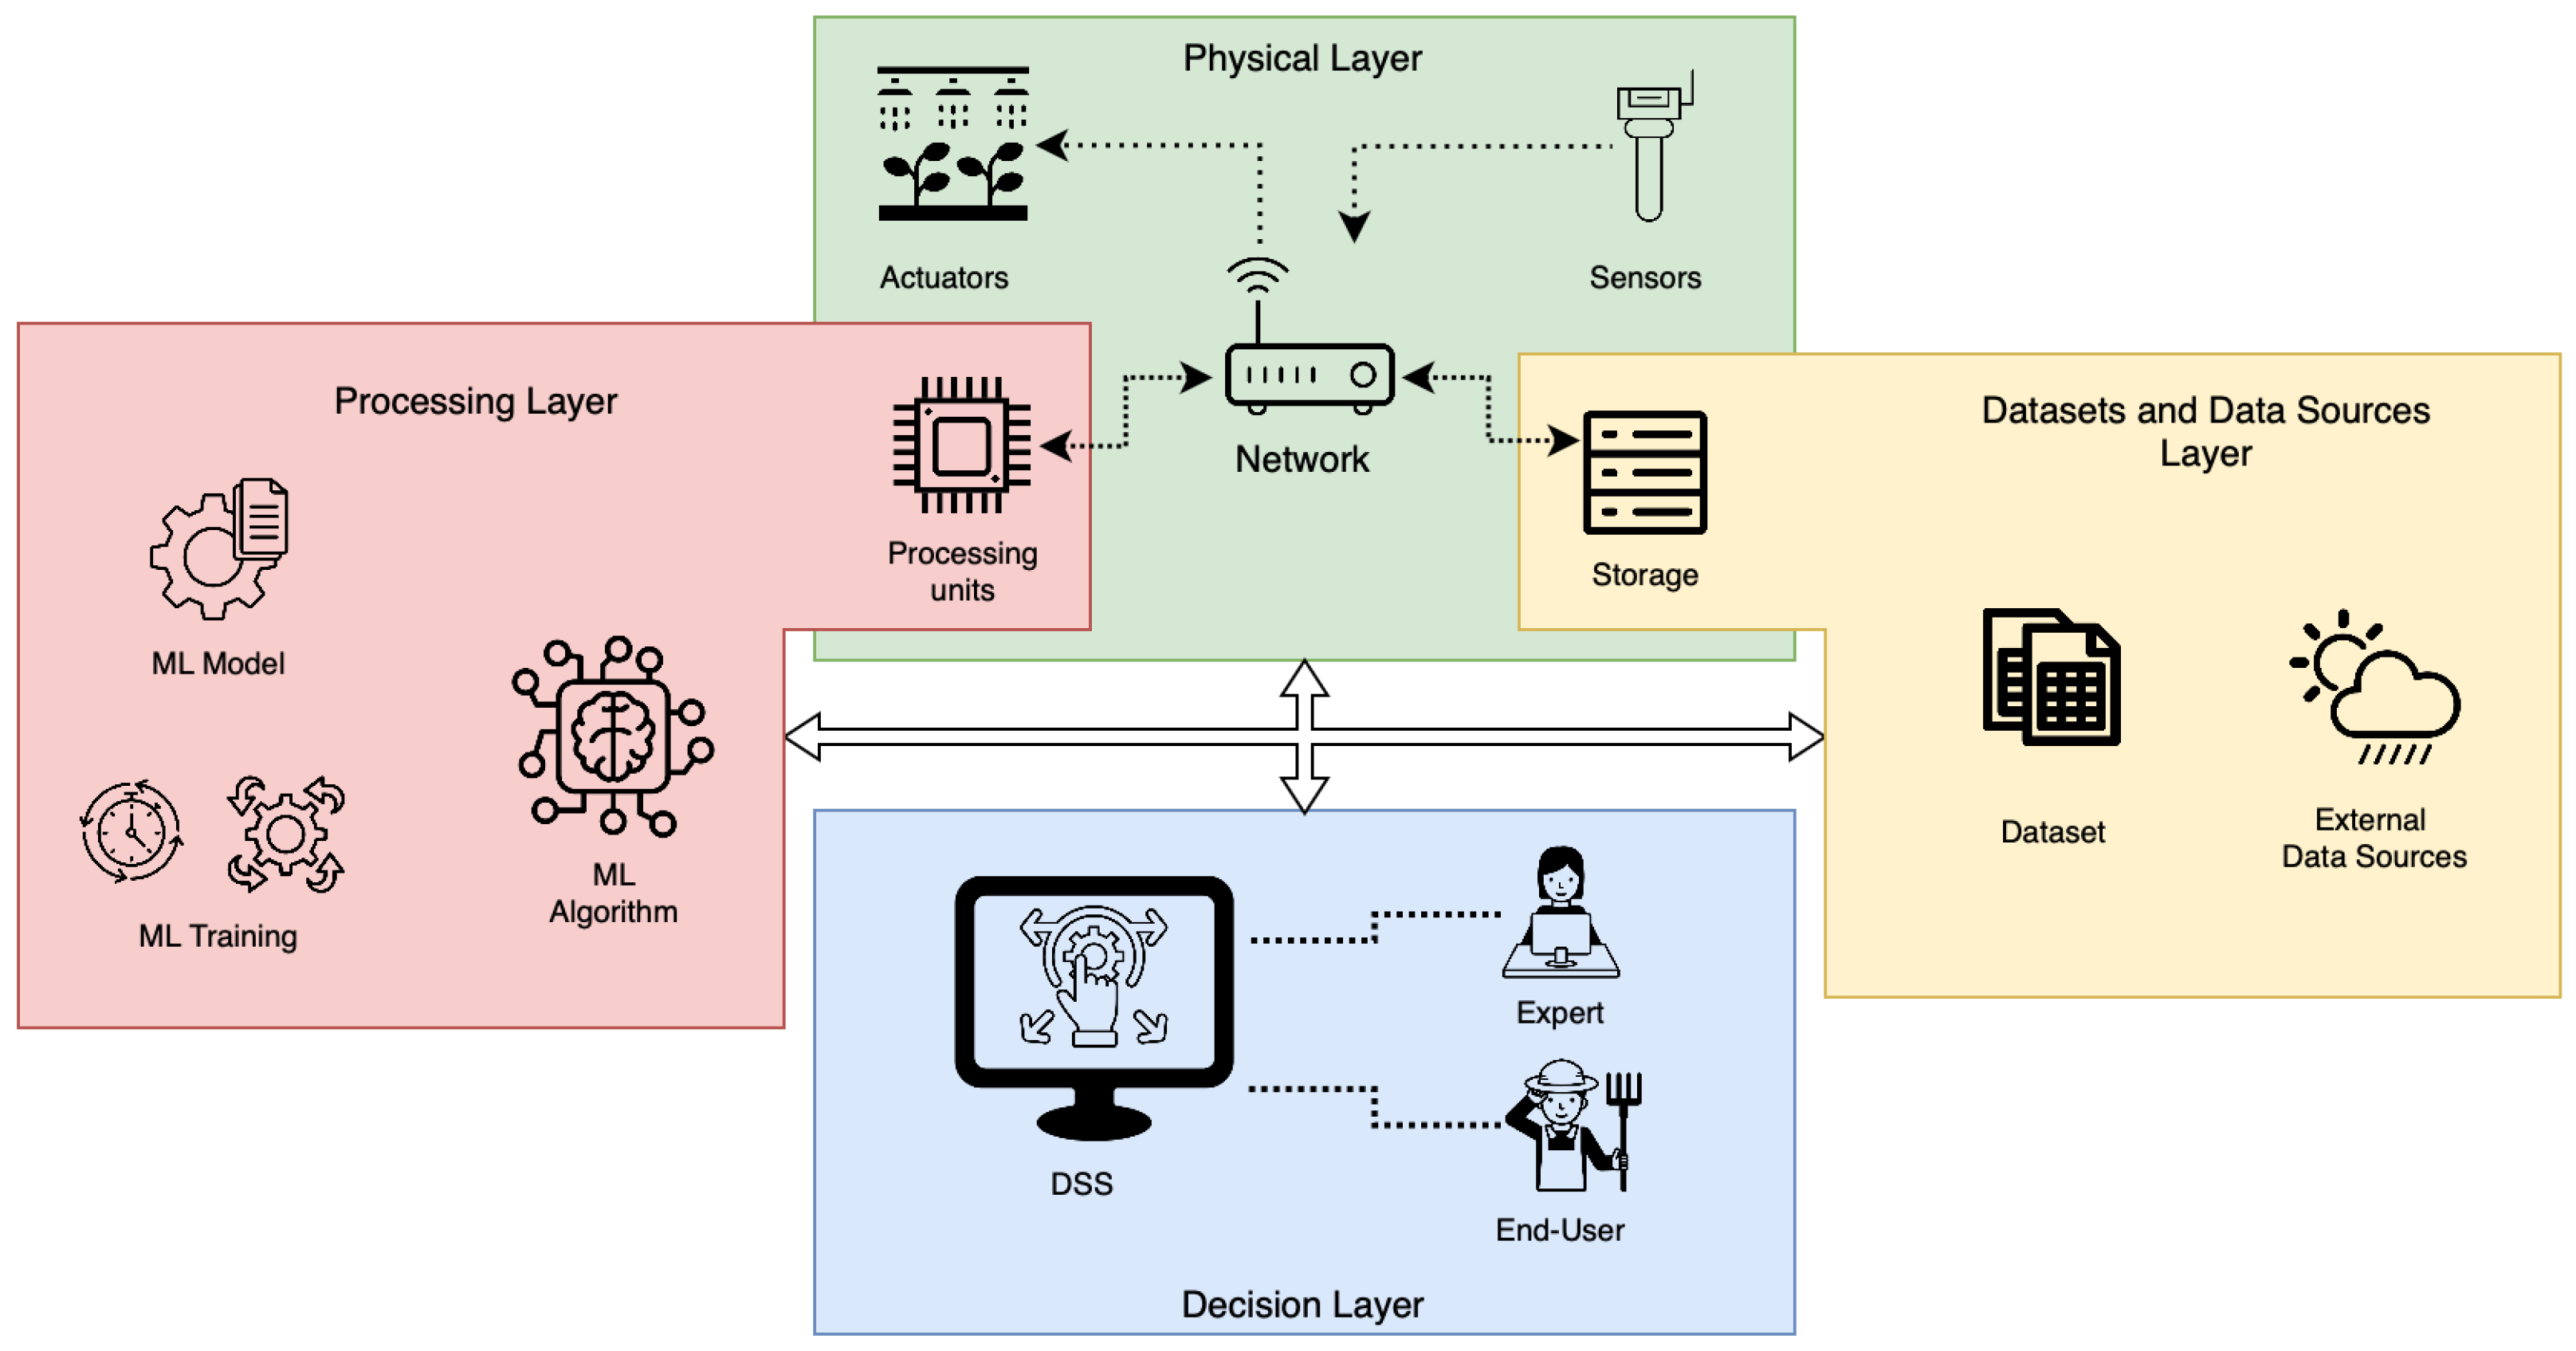 Physical Layer
Actuators
Sensors
Network
Processing Layer
Processing
units
ML Model
ML Training
ML
Algorithm
Datasets and Data Sources
Layer
Storage
Dataset
External
Data Sources
DSS
Expert
End-User
Decision Layer